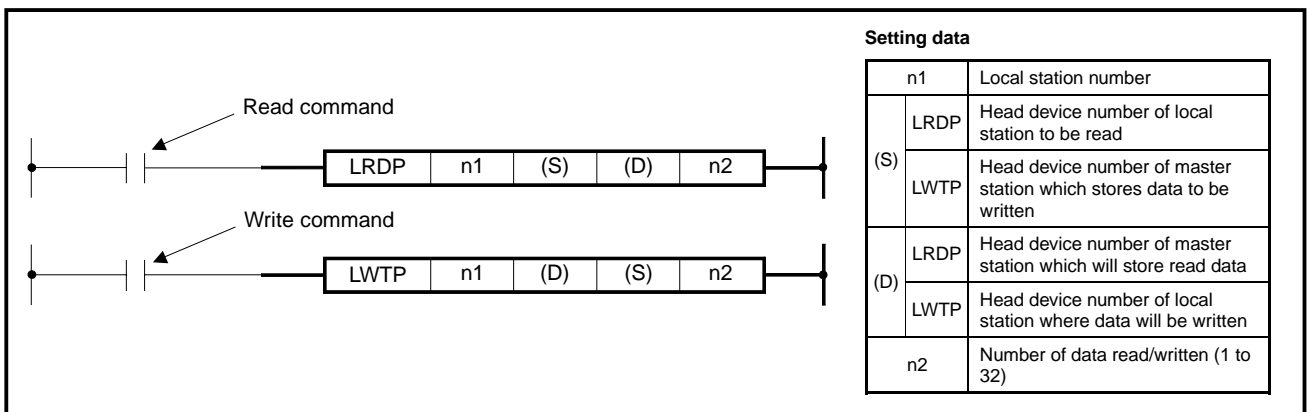 Setting data
n1 Local station number
Read command
LRDP Head device number of local
station to be read
LRDP n1 (S) (D) n2
(S)
LWTP Head device number of master
station which stores data to be
written
Write command
LWTP n1 (D) (S) n2
LRDP Head device number of master
station which will store read data
(D)
LWTP Head device number of local
station where data will be written
n2 Number of data read/written (1 to
32)